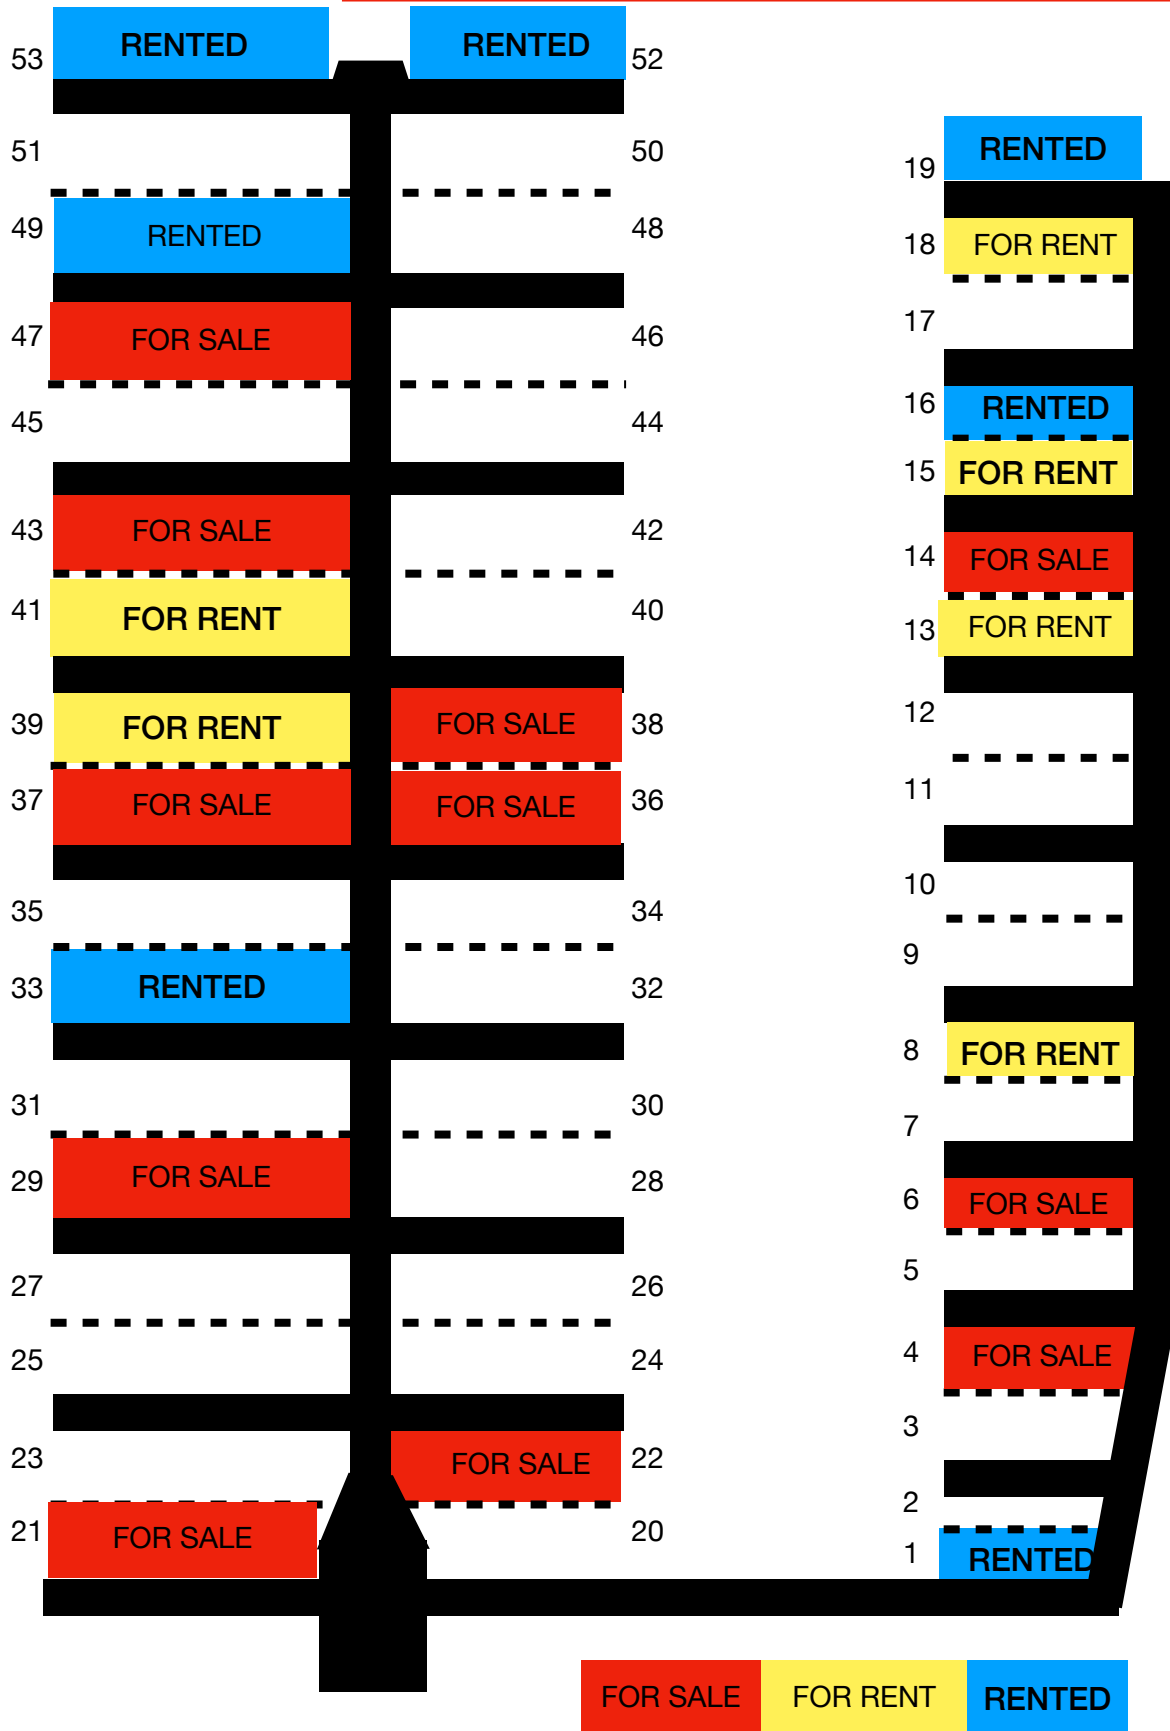 53 RENTED RENTED 52
51 50
RENTED
19
49 RENTED 48
18 FOR RENT
47 FOR SALE 46
17
45 44
16 RENTED
15 FOR RENT
43 FOR SALE 42
14 FOR SALE
41 FOR RENT 40
13 FOR RENT
39 FOR RENT FOR SALE 38
12
37 FOR SALE FOR SALE 36
11
10
35 34
9
33 RENTED 32
8 FOR RENT
31 30
7
29 FOR SALE 28
6 FOR SALE
5
27 26
25 24
4 FOR SALE
3
23 FOR SALE 22
2
21 FOR SALE 20
1 RENTED
FOR SALE FOR RENT RENTED